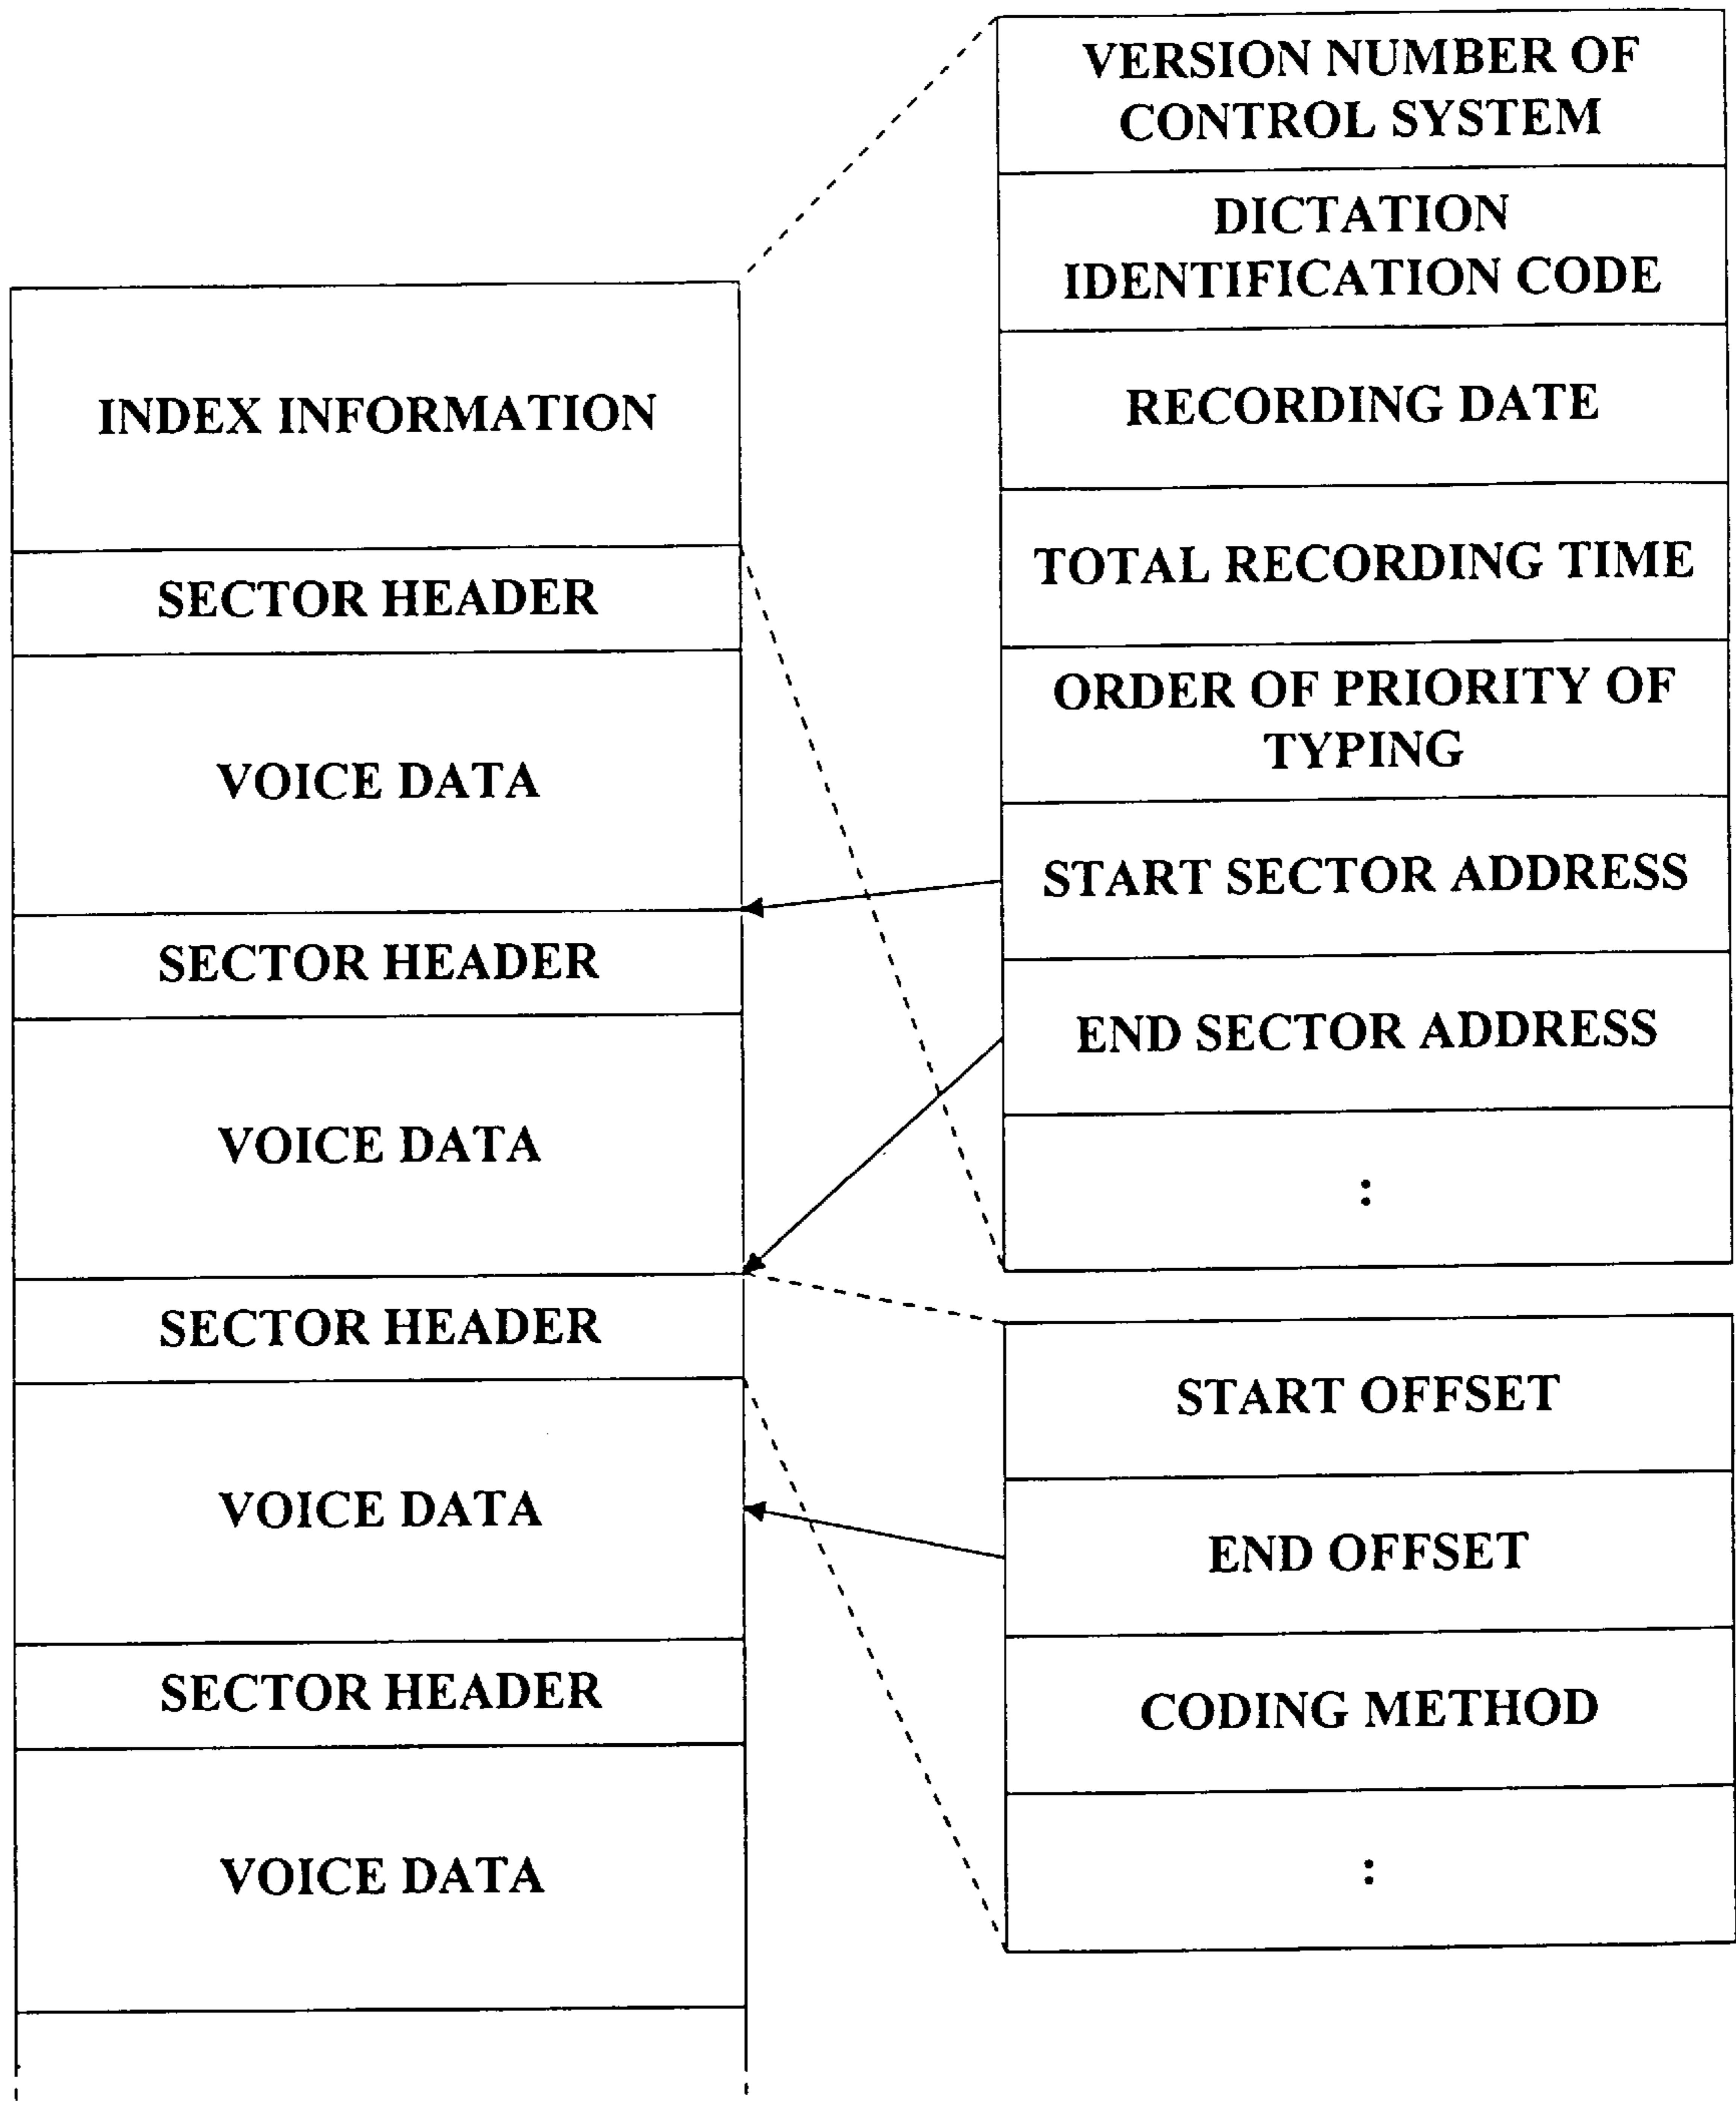 INDEX INFORMATION
SECTOR HEADER
VOICE DATA
SECTOR HEADER
VOICE DATA
SECTOR HEADER
VOICE DATA
SECTOR HEADER
VOICE DATA
VERSION NUMBER OF
CONTROL SYSTEM
DICTATION
IDENTIFICATION CODE
RECORDING DATE
TOTAL RECORDING TIME
ORDER OF PRIORITY OF
TYPING
START SECTOR ADDRESS
END SECTOR ADDRESS
:
START OFFSET
END OFFSET
CODING METHOD
: